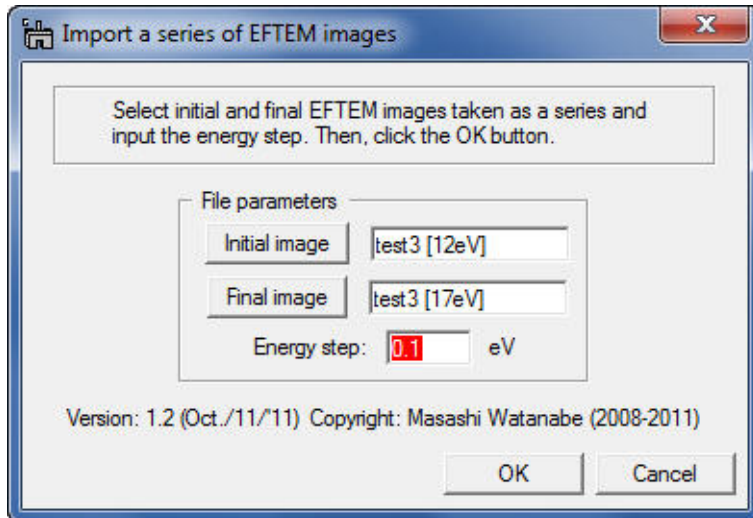 Import a series of EFTEM images
Select initial and final EFTEM images taken as a series and
input the energy step. Then, click the OK button.
File parameters
Initial image test3 [12eV]
Final image test3 [17eV]
Energy step: 0.1 eV
Version: 1.2 (Oct./11/'11) Copyright: Masashi Watanabe (2008-2011)
OK Cancel